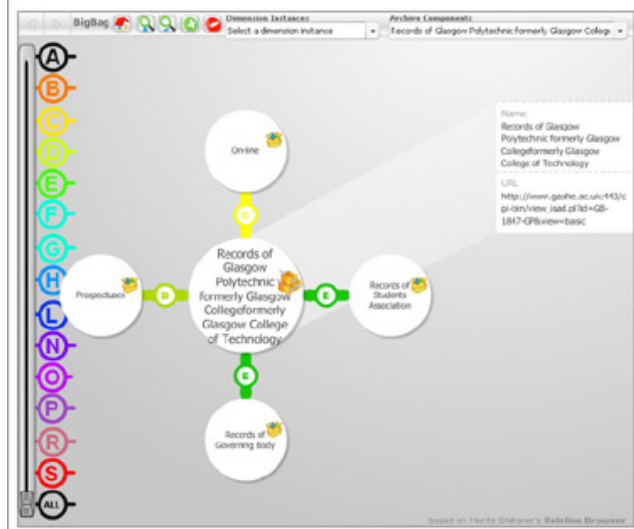 BigBag
Dimension Instances
Select a dimension instance
Archive Components
Records of Glasgow Polytechnic formerly Glasgow Colleg
A
B
C
D
E
F
G
H
L
N
O
P
R
S
ALL
On-line
C
Records of
Glasgow
Polytechnic
formerly Glasgow
Collegeformerly
Glasgow College
of Technology
Prospectuses
D
E
Records of
Students
Association
E
Records of
Governing Body
Name
Records of Glasgow
Polytechnic formerly Glasgow
Collegeformerly Glasgow
College of Technology
URL
http://www.gashe.ac.uk:443/c
gi-bin/view_isad.pl?id=GB-
1847-GP&view=basic
based on Moritz Stefaner's Relation Browser